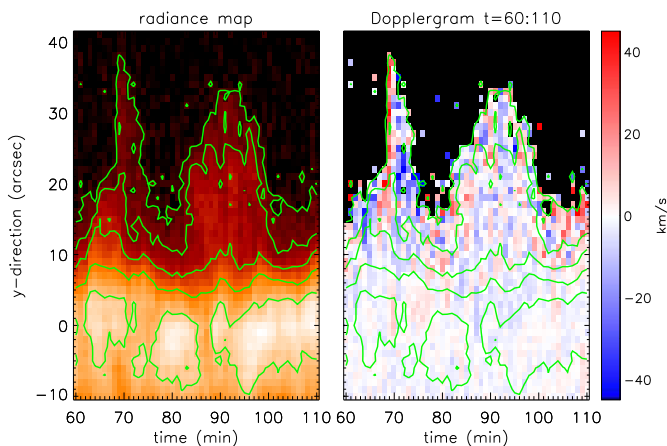 radiance map
Dopplergram t=60:110
y-direction (arcsec)
40
30
20
10
0
−10
60 70 80 90 100 110
time (min)
60 70 80 90 100 110
time (min)
40
20
0
−20
−40
km/s